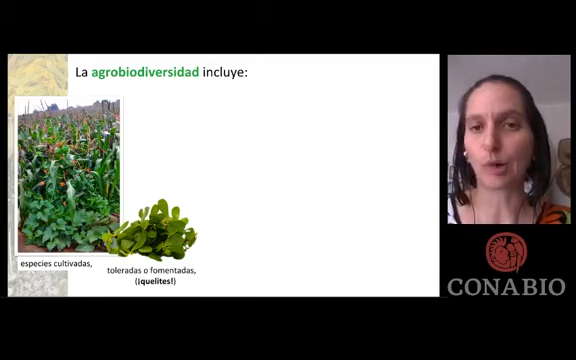 La agrobiodiversidad incluye:
especies cultivadas,
toleradas o fomentadas,
(¡quelites!)
CONABIO